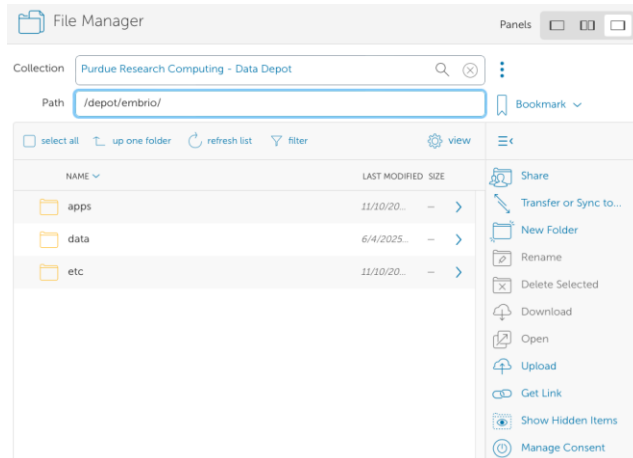 File Manager
Panels
Collection
Purdue Research Computing - Data Depot
Path
/depot/embrio/
Bookmark
select all
up one folder
refresh list
filter
view
NAME
LAST MODIFIED
SIZE
apps
11/10/20...
—
data
6/4/2025...
—
etc
11/10/20...
—
Share
Transfer or Sync to...
New Folder
Rename
Delete Selected
Download
Open
Upload
Get Link
Show Hidden Items
Manage Consent